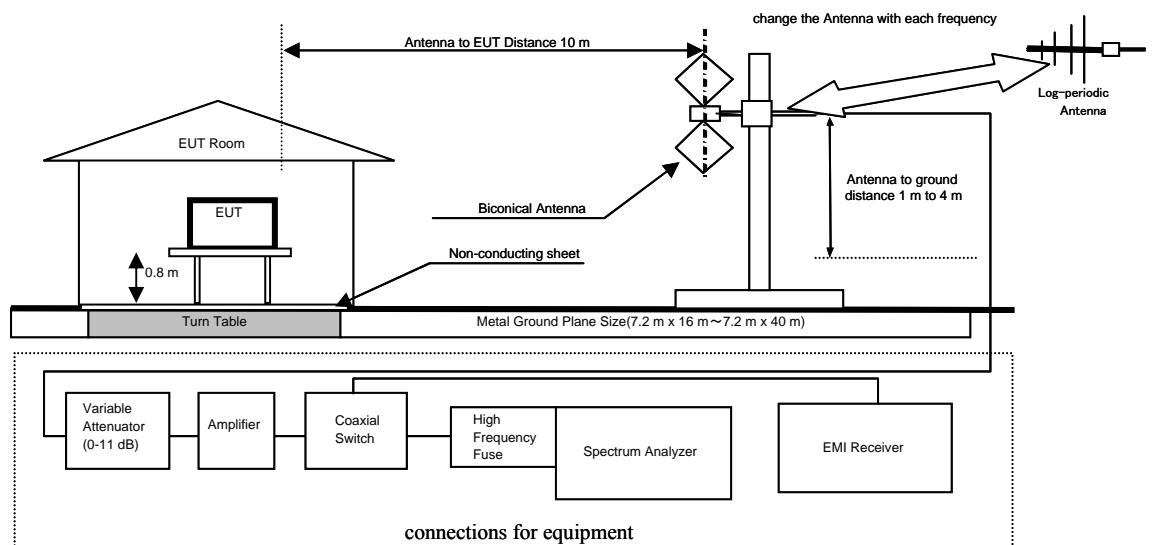 change the Antenna with each frequency
Antenna to EUT Distance 10 m
Log-periodic
Antenna
EUT Room
EUT
Antenna to ground
distance 1 m to 4 m
Biconical Antenna
Non-conducting sheet
0.8 m
Turn Table
Metal Ground Plane Size(7.2 m x 16 m～7.2 m x 40 m)
Variable
Attenuator
(0-11 dB)
Amplifier
Coaxial
Switch
High
Frequency
Fuse
Spectrum Analyzer
EMI Receiver
connections for equipment